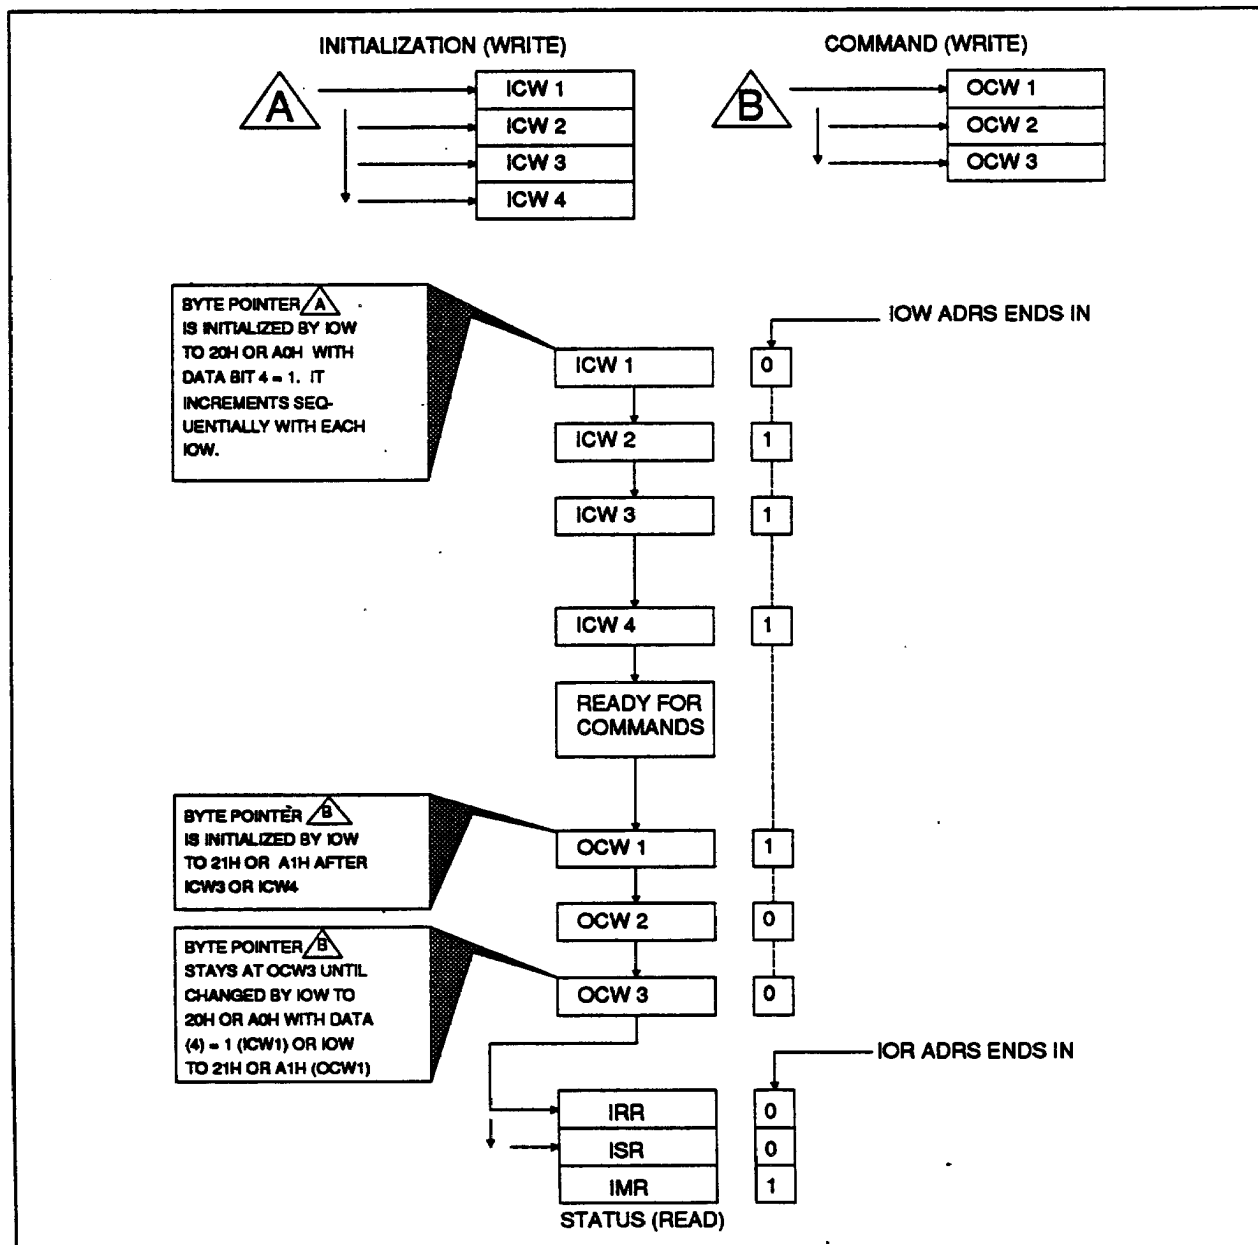 INITIALIZATION (WRITE)
COMMAND (WRITE)
A
ICW 1
ICW 2
ICW 3
ICW 4
B
OCW 1
OCW 2
OCW 3
BYTE POINTER A
IS INITIALIZED BY IOW
TO 20H OR A0H WITH
DATA BIT 4 = 1. IT
INCREMENTS SEQ-
UENTIALLY WITH EACH
IOW.
IOW ADRS ENDS IN
ICW 1
0
ICW 2
1
ICW 3
1
ICW 4
1
READY FOR
COMMANDS
BYTE POINTER B
IS INITIALIZED BY IOW
TO 21H OR A1H AFTER
ICW3 OR ICW4
OCW 1
1
OCW 2
0
BYTE POINTER B
STAYS AT OCW3 UNTIL
CHANGED BY IOW TO
20H OR A0H WITH DATA
(4) = 1 (ICW1) OR IOW
TO 21H OR A1H (OCW1)
OCW 3
0
IOR ADRS ENDS IN
IRR
0
ISR
0
IMR
1
STATUS (READ)